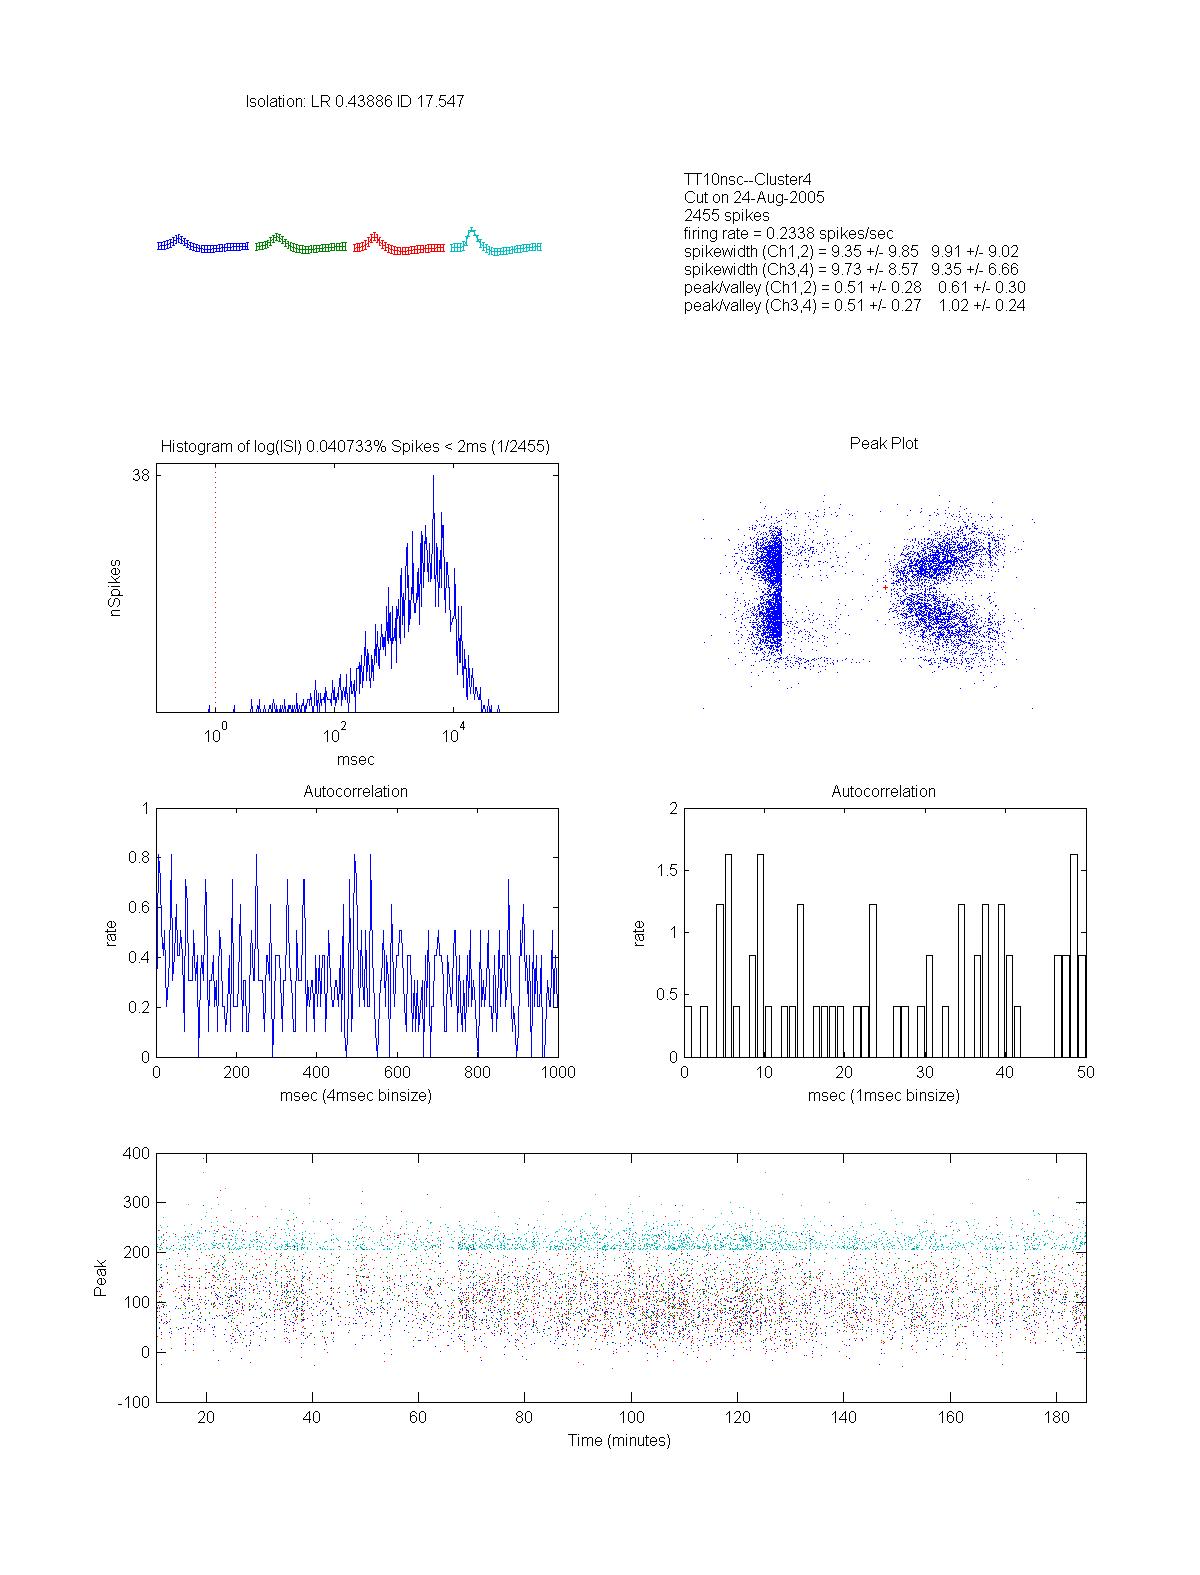 Isolation: LR 0.43886 ID 17.547
TT10nsc--Cluster4
Cut on 24-Aug-2005
2455 spikes
firing rate = 0.2338 spikes/sec
spikewidth (Ch1,2) = 9.35 +/- 9.85 9.91 +/- 9.02
spikewidth (Ch3,4) = 9.73 +/- 8.57 9.35 +/- 6.66
peak/valley (Ch1,2) = 0.51 +/- 0.28 0.61 +/- 0.30
peak/valley (Ch3,4) = 0.51 +/- 0.27 1.02 +/- 0.24
Histogram of log(ISI) 0.040733% Spikes < 2ms (1/2455)
38
nSpikes
10^0 10^2 10^4
msec
Peak Plot
Autocorrelation
1
0.8
0.6
0.4
0.2
0
rate
0 200 400 600 800 1000
msec (4msec binsize)
Autocorrelation
2
1.5
1
0.5
0
rate
0 10 20 30 40 50
msec (1msec binsize)
400
300
200
100
0
-100
Peak
20 40 60 80 100 120 140 160 180
Time (minutes)